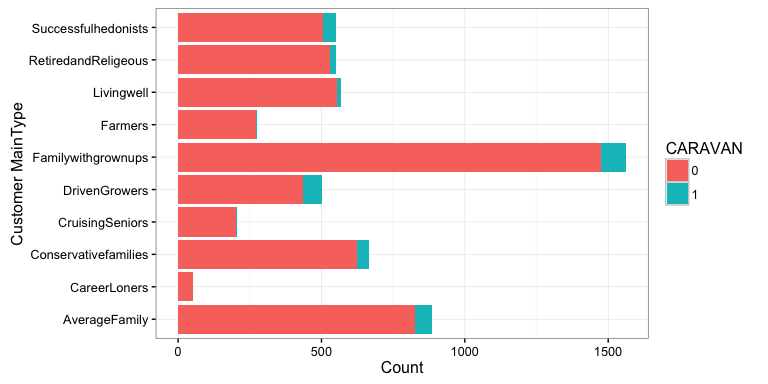 Customer MainType
Successfulhedonists
RetiredandReligeous
Livingwell
Farmers
Familywithgrownups
DrivenGrowers
CruisingSeniors
Conservativefamilies
CareerLoners
AverageFamily
0
500
1000
1500
Count
CARAVAN
0
1